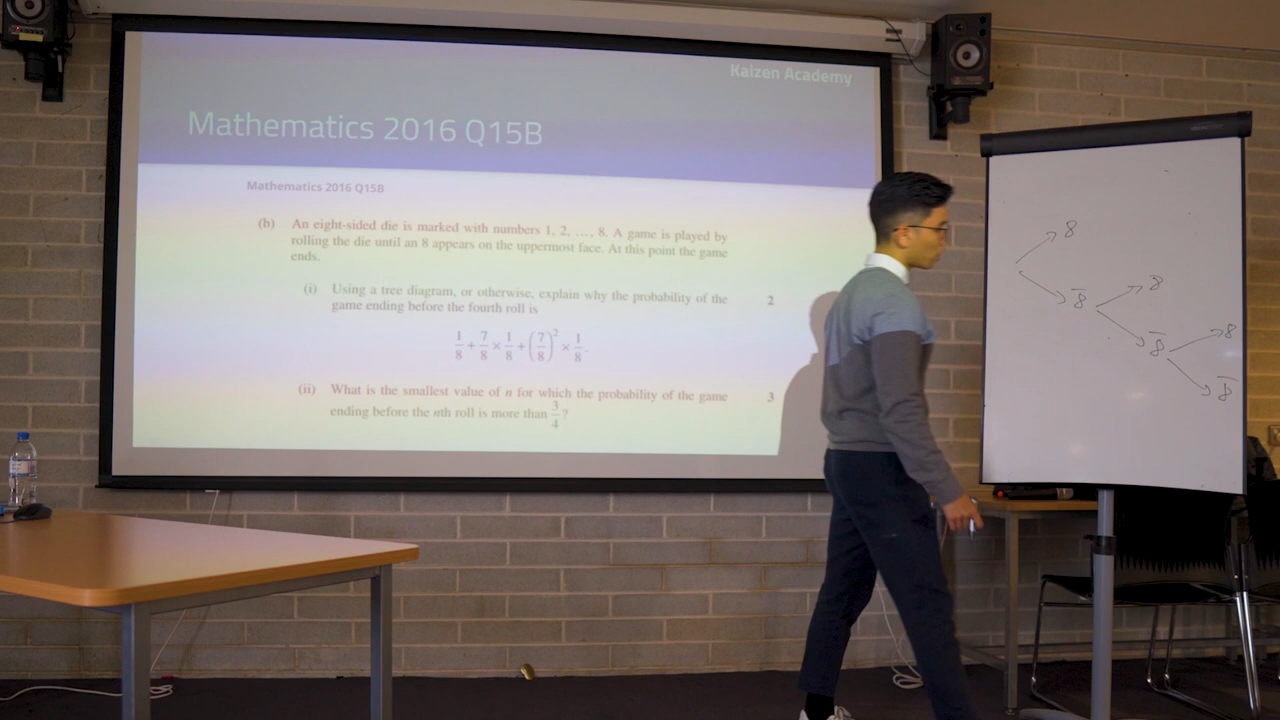 Kaizen Academy
Mathematics 2016 Q15B
Mathematics 2016 Q15B
(b) An eight-sided die is marked with numbers 1, 2, ..., 8. A game is played by
rolling the die until an 8 appears on the uppermost face. At this point the game
ends.
(i) Using a tree diagram, or otherwise, explain why the probability of the 2
game ending before the fourth roll is
1/8 + 7/8 × 1/8 + (7/8)² × 1/8.
(ii) What is the smallest value of n for which the probability of the game 3
ending before the nth roll is more than 3/4?
8
8̅ 8
8̅ 8
8̅